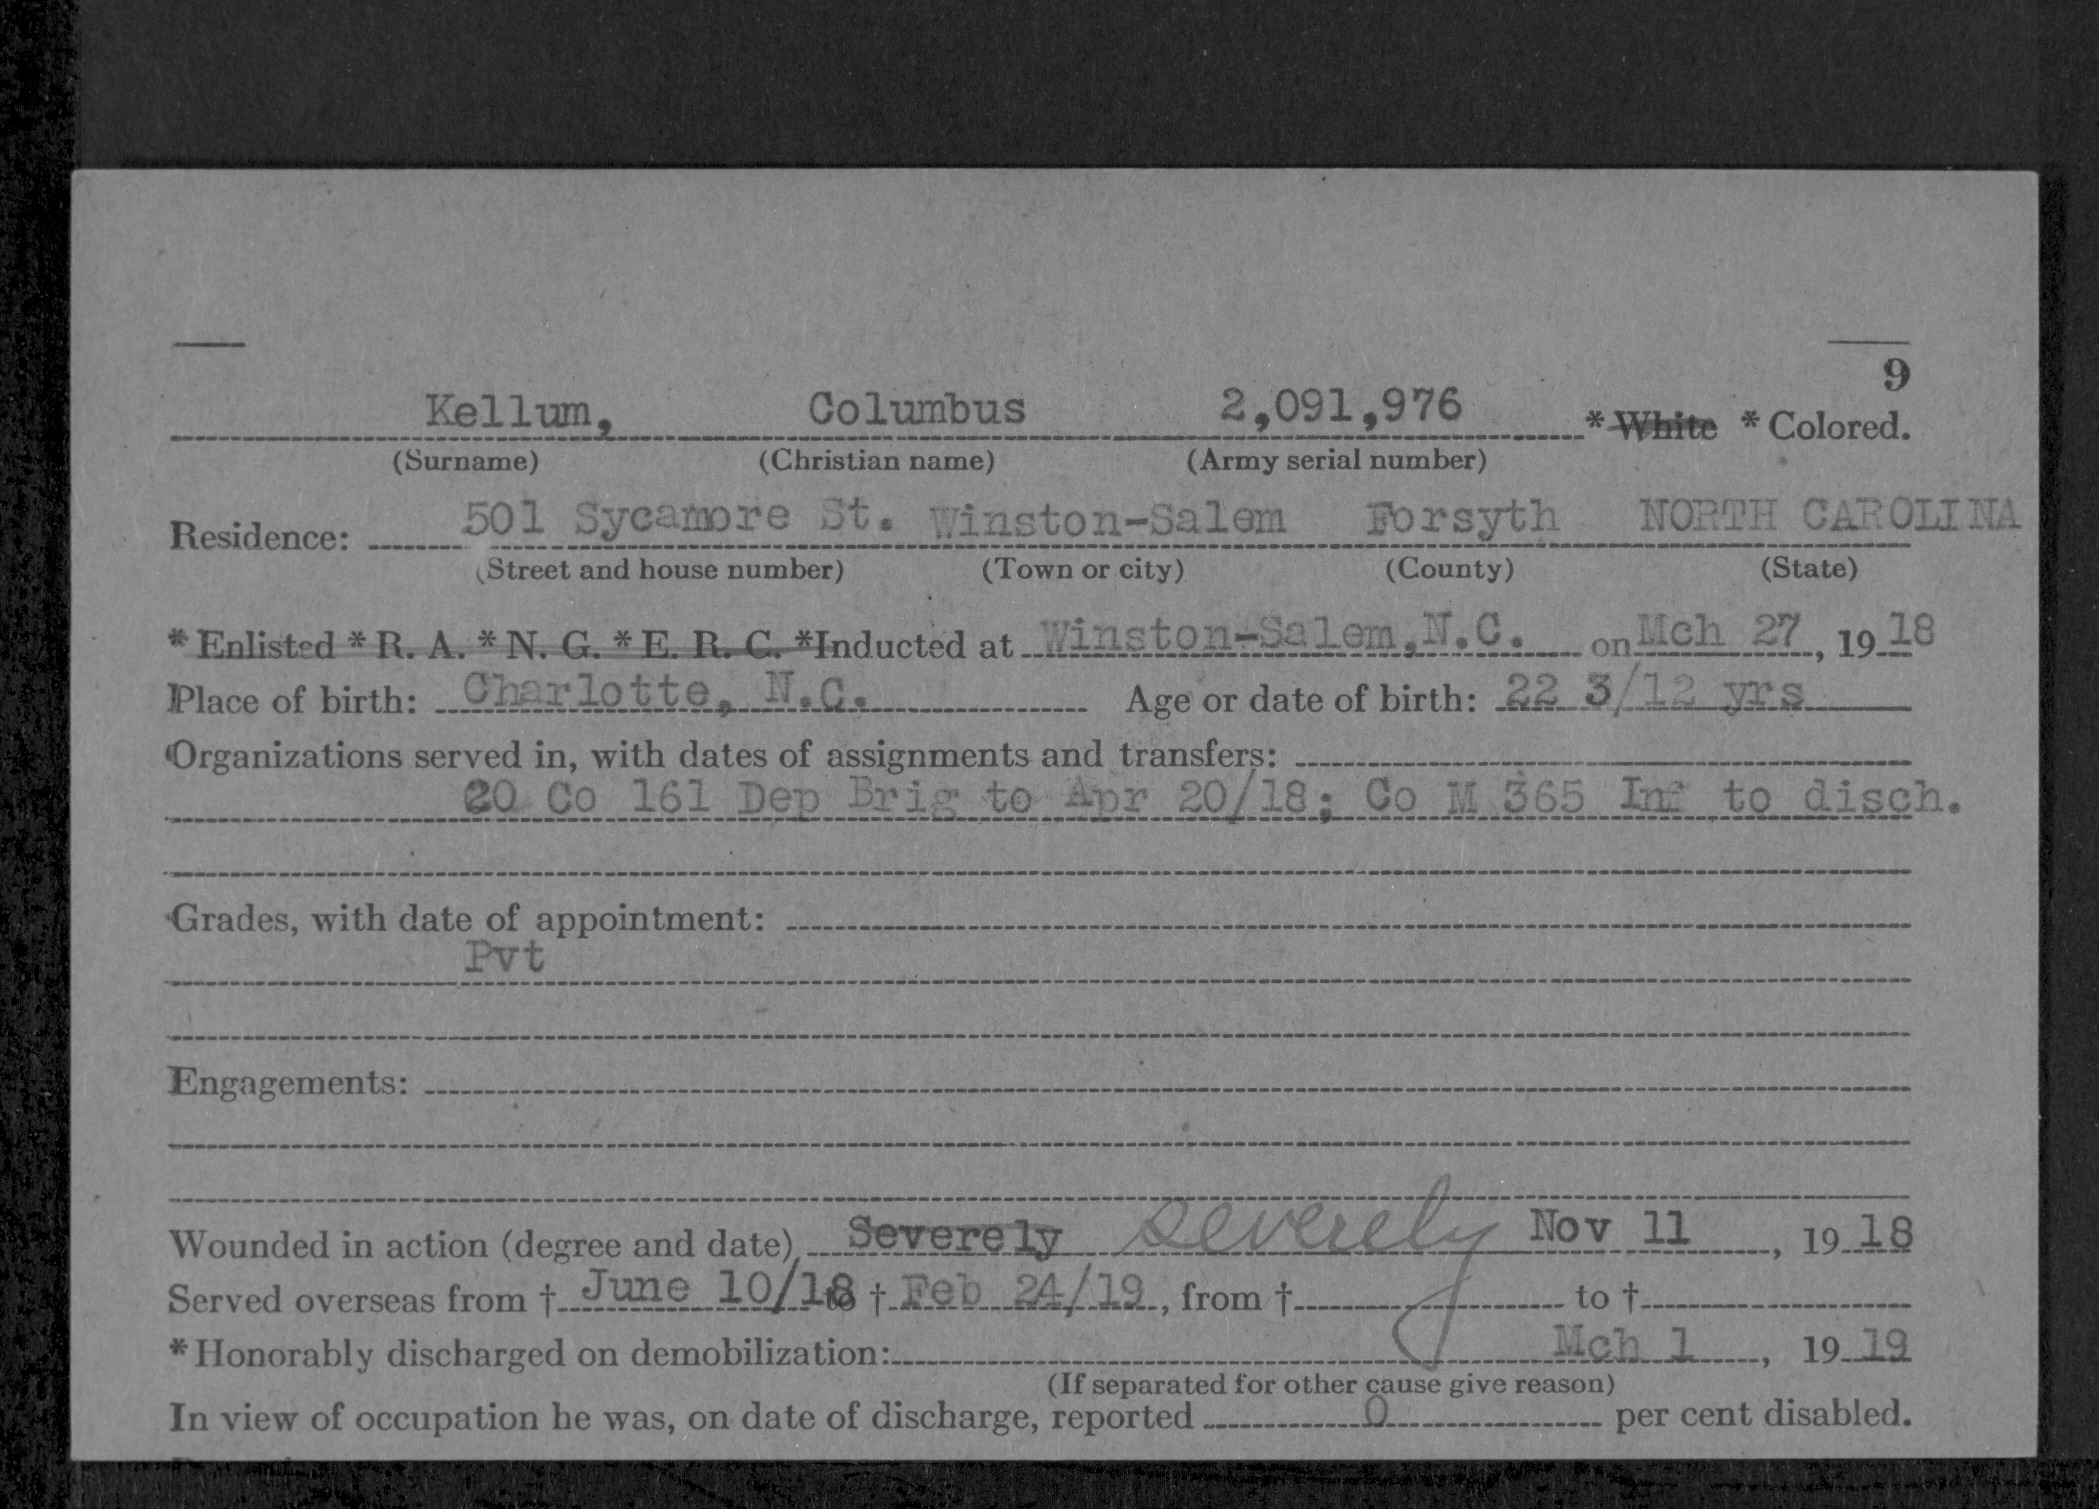 9
Kellum, Columbus 2,091,976 * White * Colored.
(Surname) (Christian name) (Army serial number)
Residence: 501 Sycamore St. Winston-Salem Forsyth NORTH CAROLINA
(Street and house number) (Town or city) (County) (State)
* Enlisted * R. A. * N. G. * E. R. C. *Inducted at Winston-Salem, N.C. on Mch 27, 19 18
Place of birth: Charlotte, N.C. Age or date of birth: 22 3/12 yrs
Organizations served in, with dates of assignments and transfers:
20 Co 161 Dep Brig to Apr 20/18; Co M 365 Inf to disch.
Grades, with date of appointment:
Pvt
Engagements:
Wounded in action (degree and date) Severely severely Nov 11, 19 18
Served overseas from † June 10/18 to † Feb 24/19, from † to †
* Honorably discharged on demobilization: Mch 1, 19 19
(If separated for other cause give reason)
In view of occupation he was, on date of discharge, reported 0 per cent disabled.